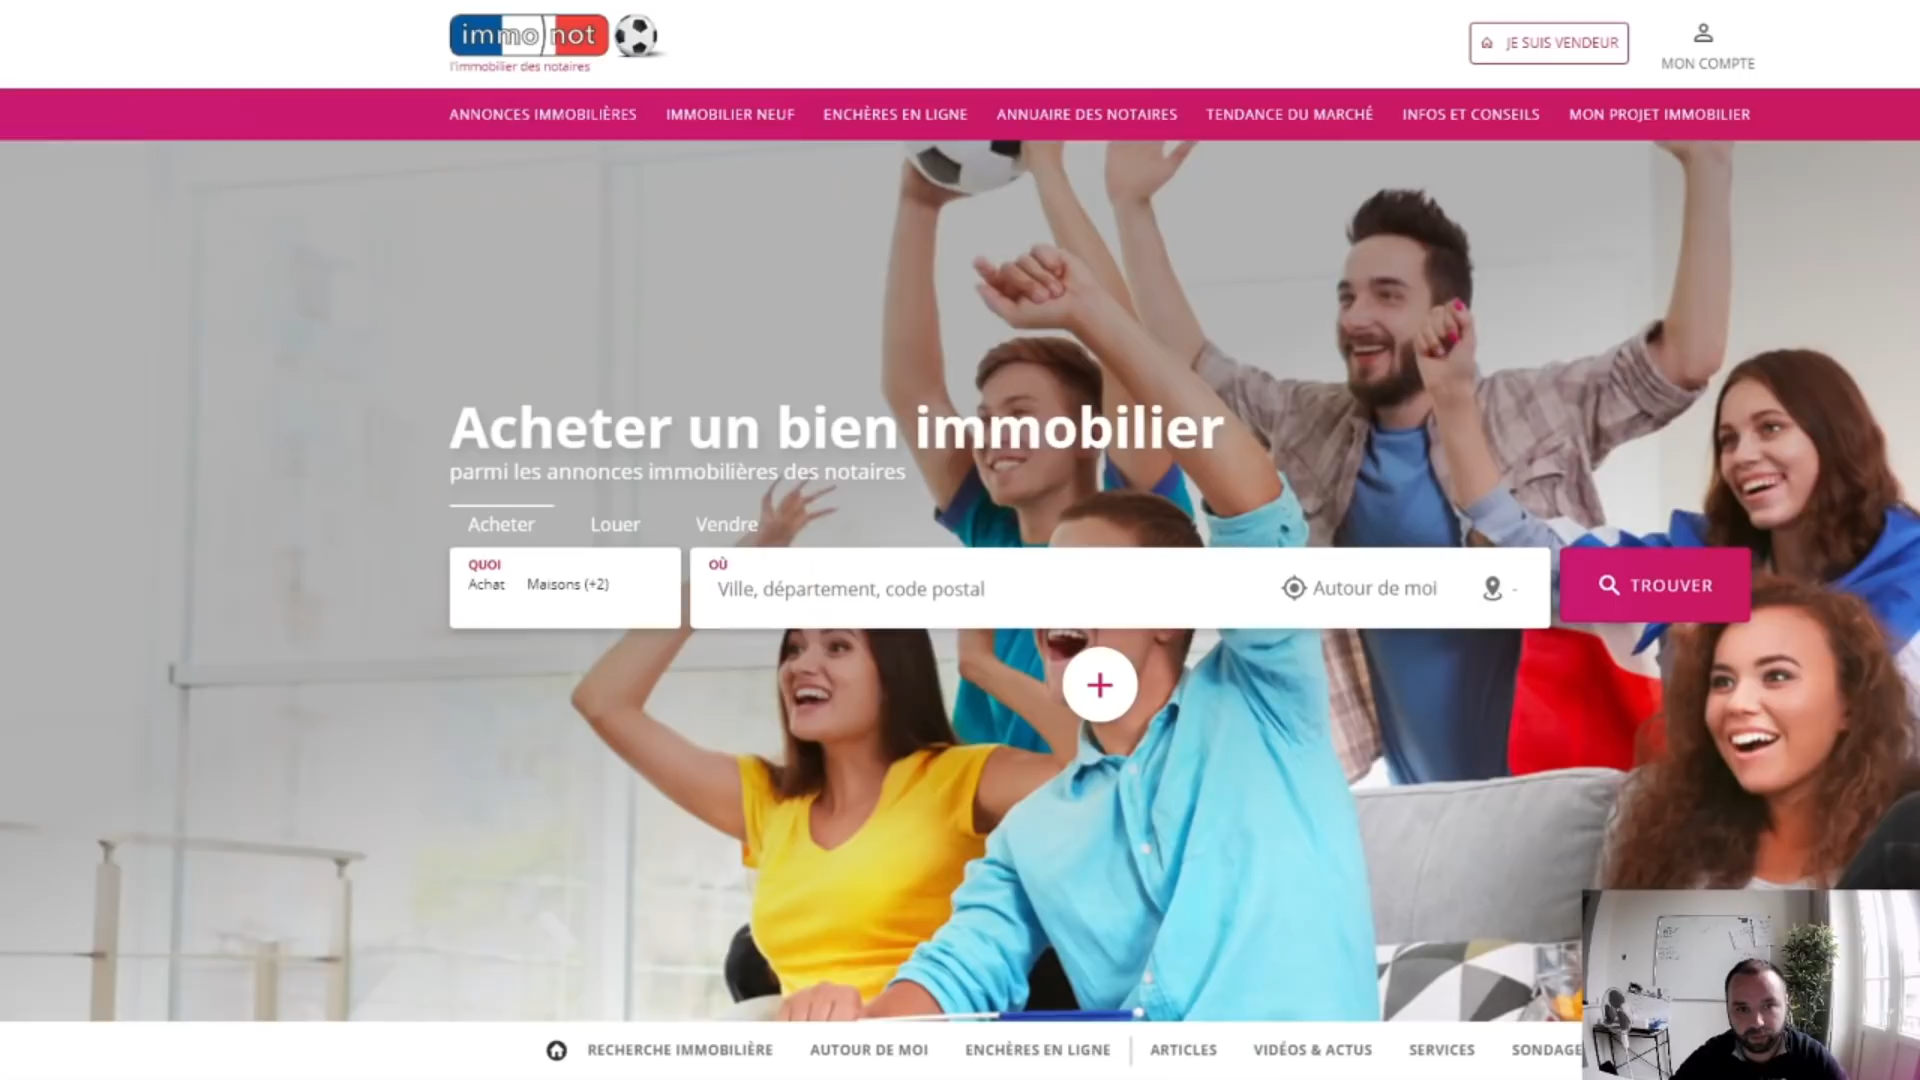 immo not
l'immobilier des notaires
JE SUIS VENDEUR
MON COMPTE
ANNONCES IMMOBILIÈRES IMMOBILIER NEUF ENCHÈRES EN LIGNE ANNUAIRE DES NOTAIRES TENDANCE DU MARCHÉ INFOS ET CONSEILS MON PROJET IMMOBILIER
Acheter un bien immobilier
parmi les annonces immobilières des notaires
Acheter Louer Vendre
QUOI
Achat Maisons (+2)
OÙ
Ville, département, code postal
Autour de moi
-
TROUVER
+
RECHERCHE IMMOBILIÈRE AUTOUR DE MOI ENCHÈRES EN LIGNE ARTICLES VIDÉOS & ACTUS SERVICES SONDAGE